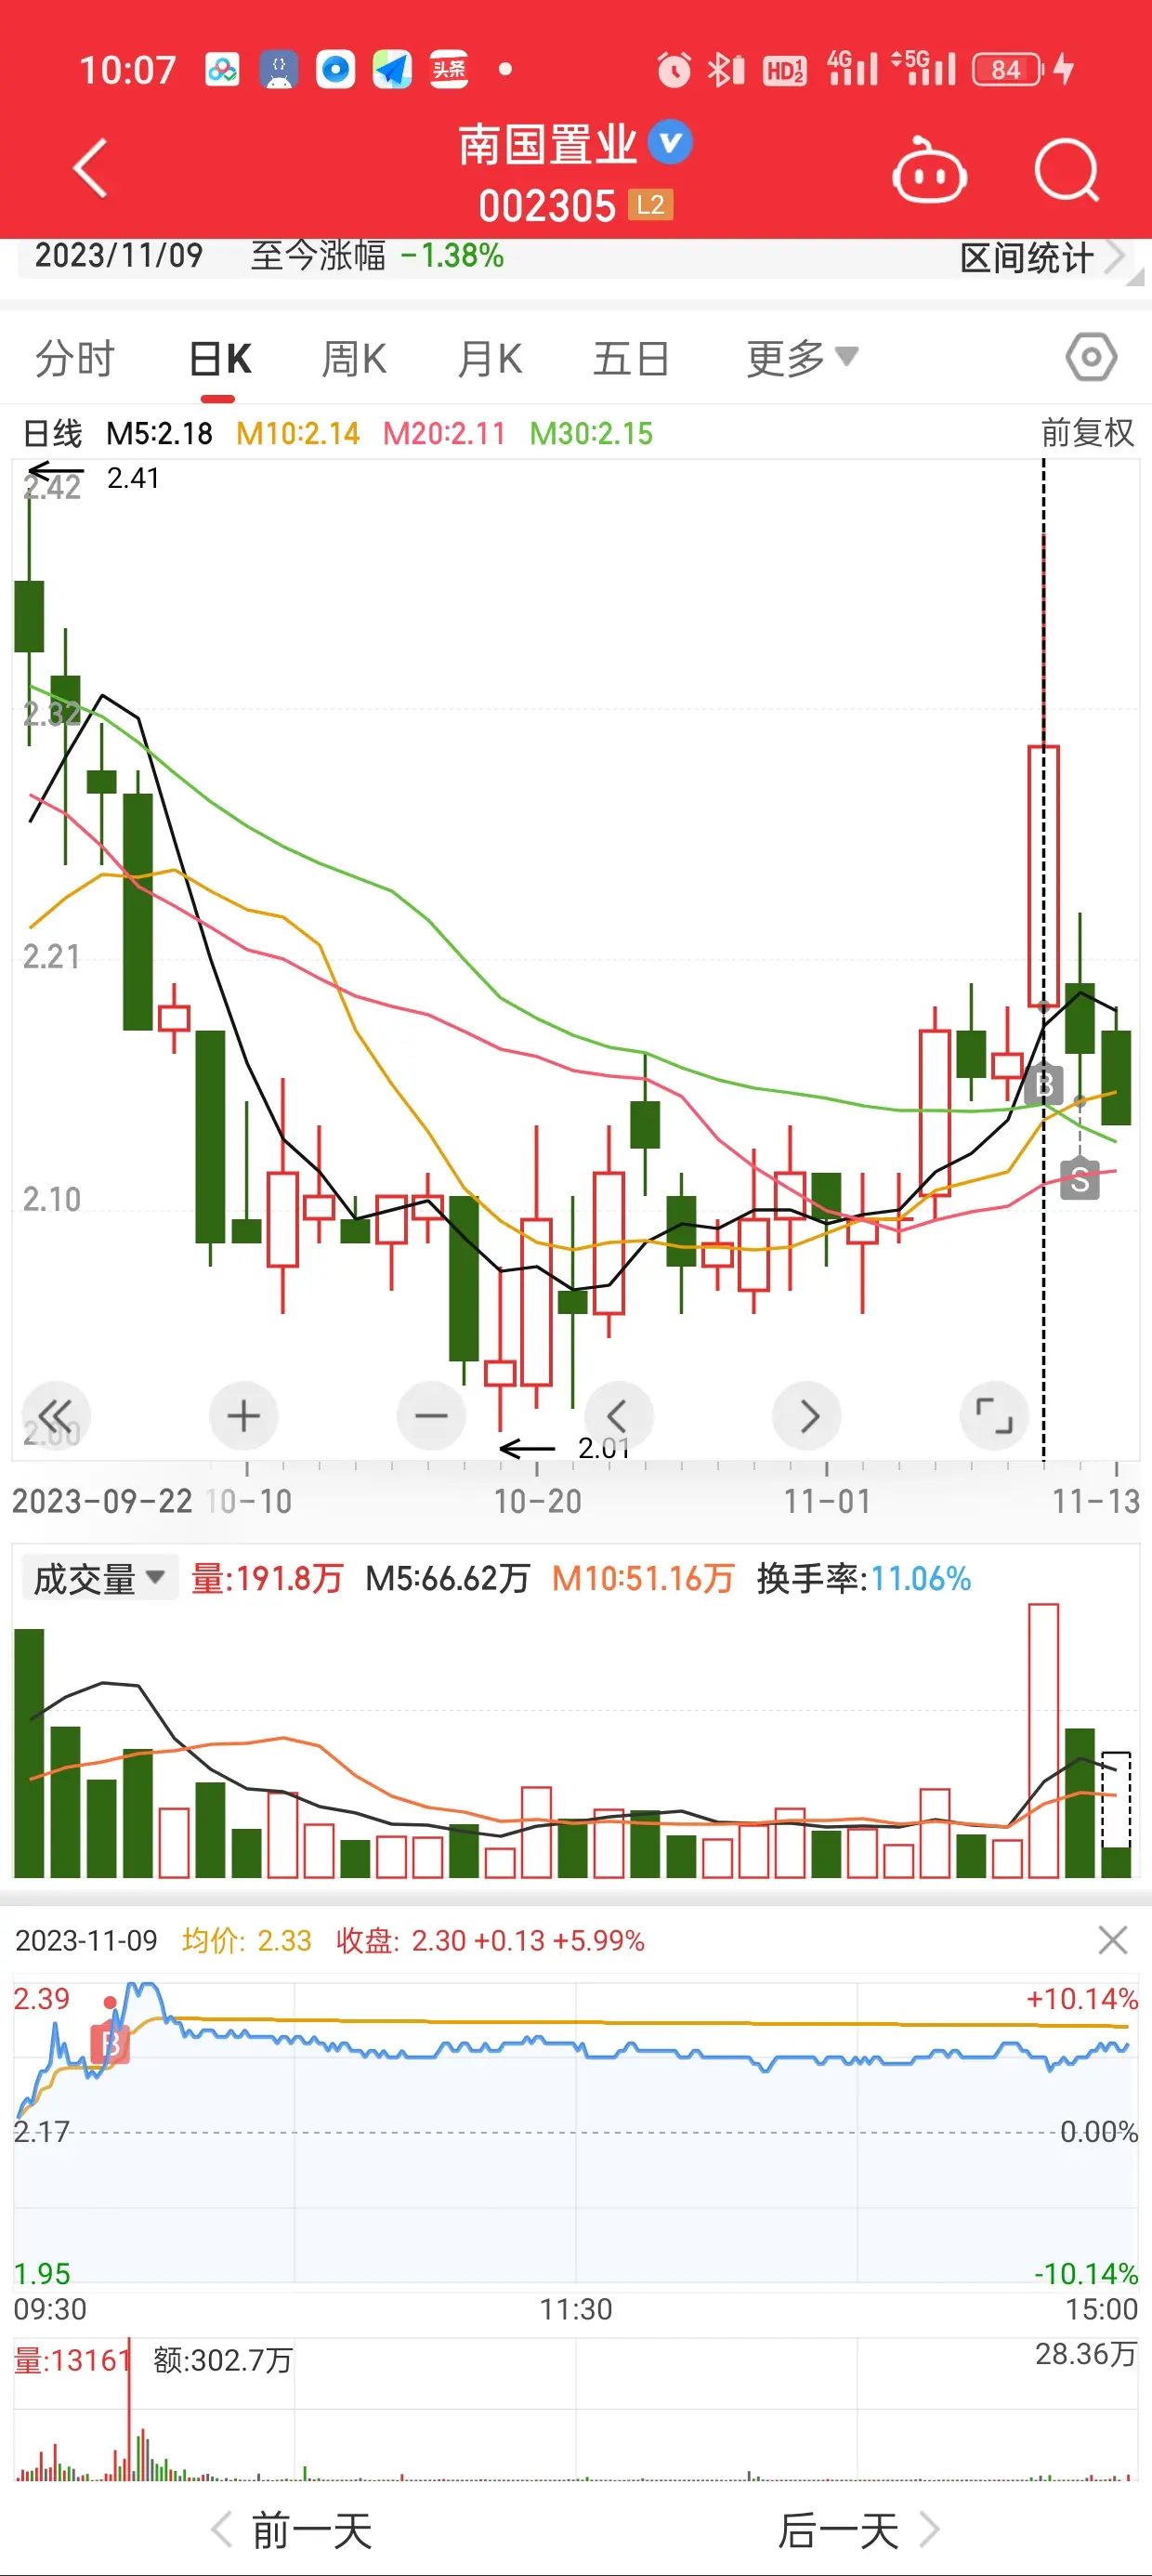 10:07 头条 HD1 2 4G 5G 84
南国置业
002305 L2
2023/11/09 至今涨幅 -1.38% 区间统计
分时 日K 周K 月K 五日 更多
日线 M5:2.18 M10:2.14 M20:2.11 M30:2.15 前复权
2.41
2.42
2.32
2.21
B
2.10
S
2.00
2.01
2023-09-22 10-10 10-20 11-01 11-13
成交量 量:191.8万 M5:66.62万 M10:51.16万 换手率:11.06%
2023-11-09 均价: 2.33 收盘: 2.30 +0.13 +5.99%
2.39 +10.14%
B
2.17 0.00%
1.95 -10.14%
09:30 11:30 15:00
量:13161 额:302.7万 28.36万
前一天 后一天